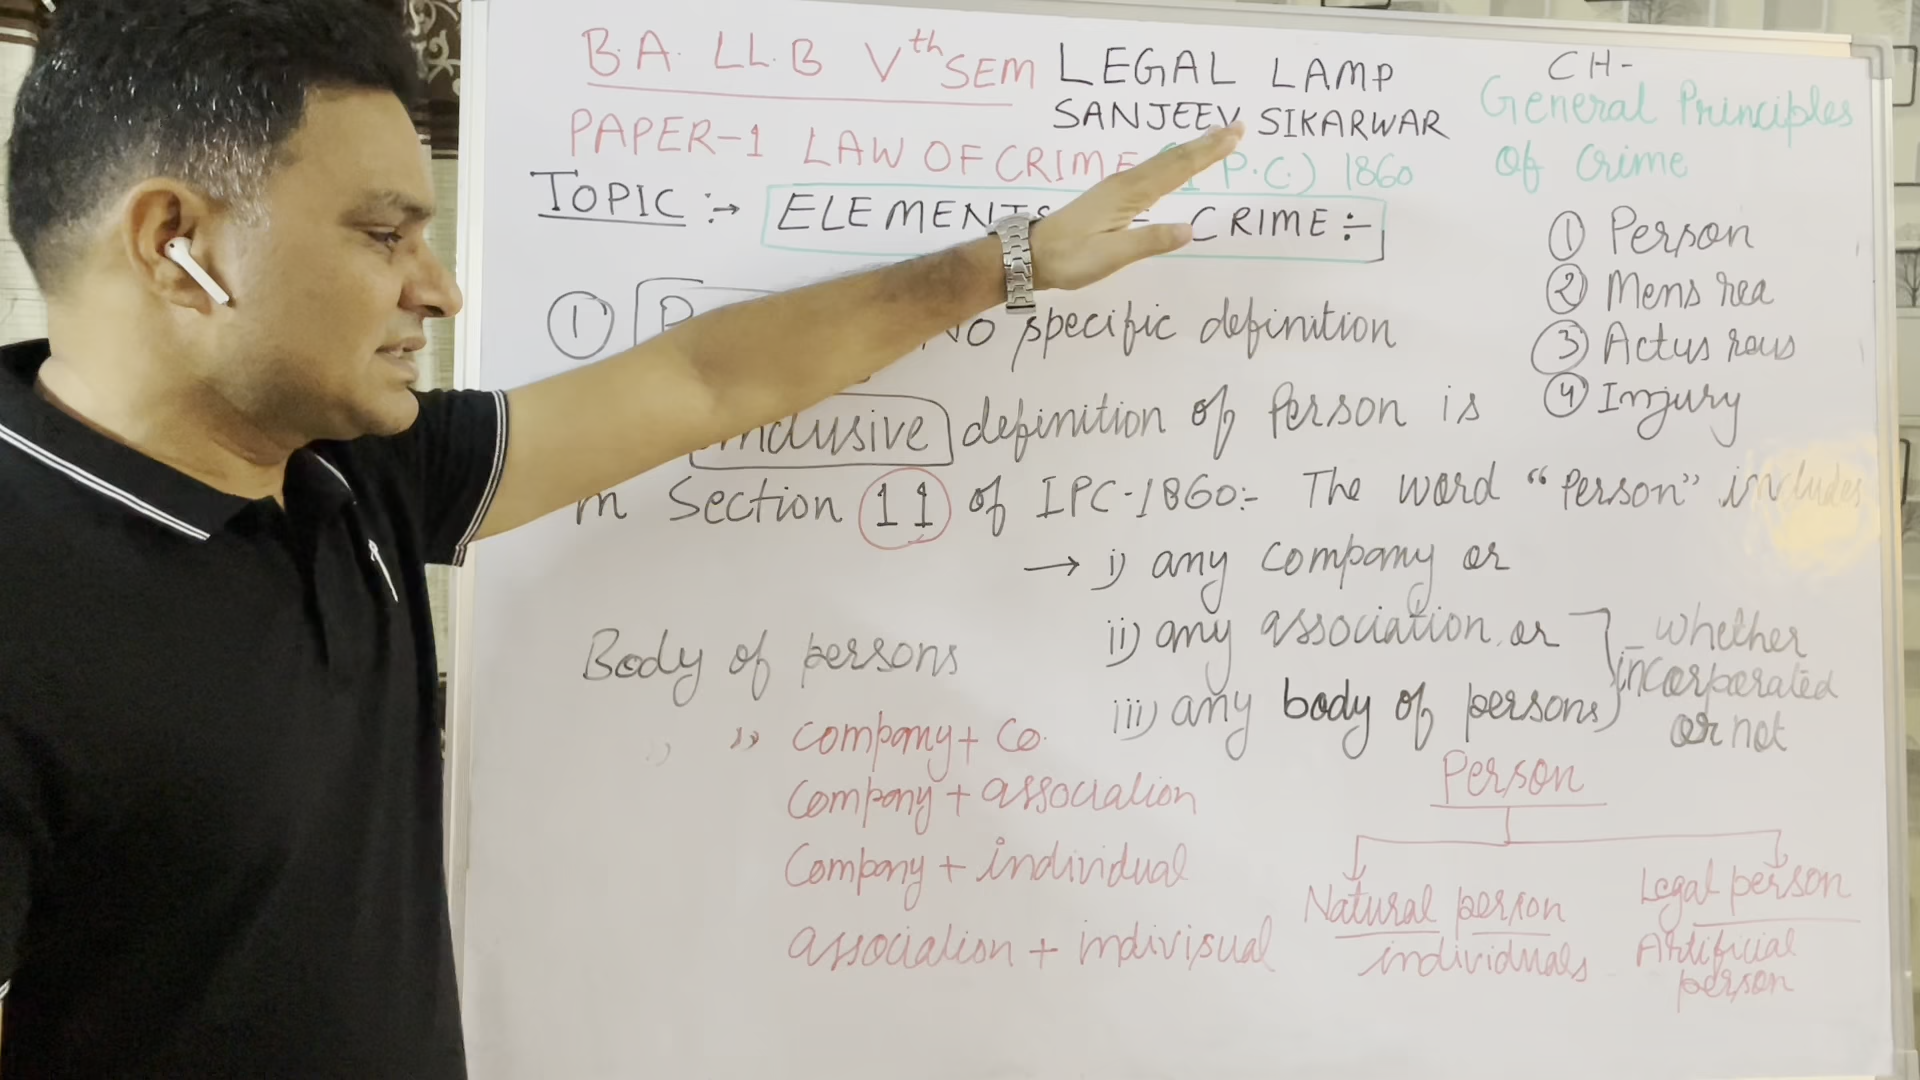 B.A. LL.B Vth SEM
LEGAL LAMP
SANJEEV SIKARWAR
CH-
General Principles
of Crime
PAPER-1 LAW OF CRIME (I.P.C.) 1860
TOPIC :→ ELEMENTS CRIME :-
① No specific definition
inclusive definition of Person is
in Section 11 of IPC-1860:- The word "Person" includes
→ i) any company or
ii) any association or
iii) any body of persons
whether
incorporated
or not
① Person
② Mens rea
③ Actus reus
④ Injury
Body of persons
" company + Co.
Company + association
Company + individual
association + indivisual
Person
Natural person
individuals
Legal person
Artificial
person